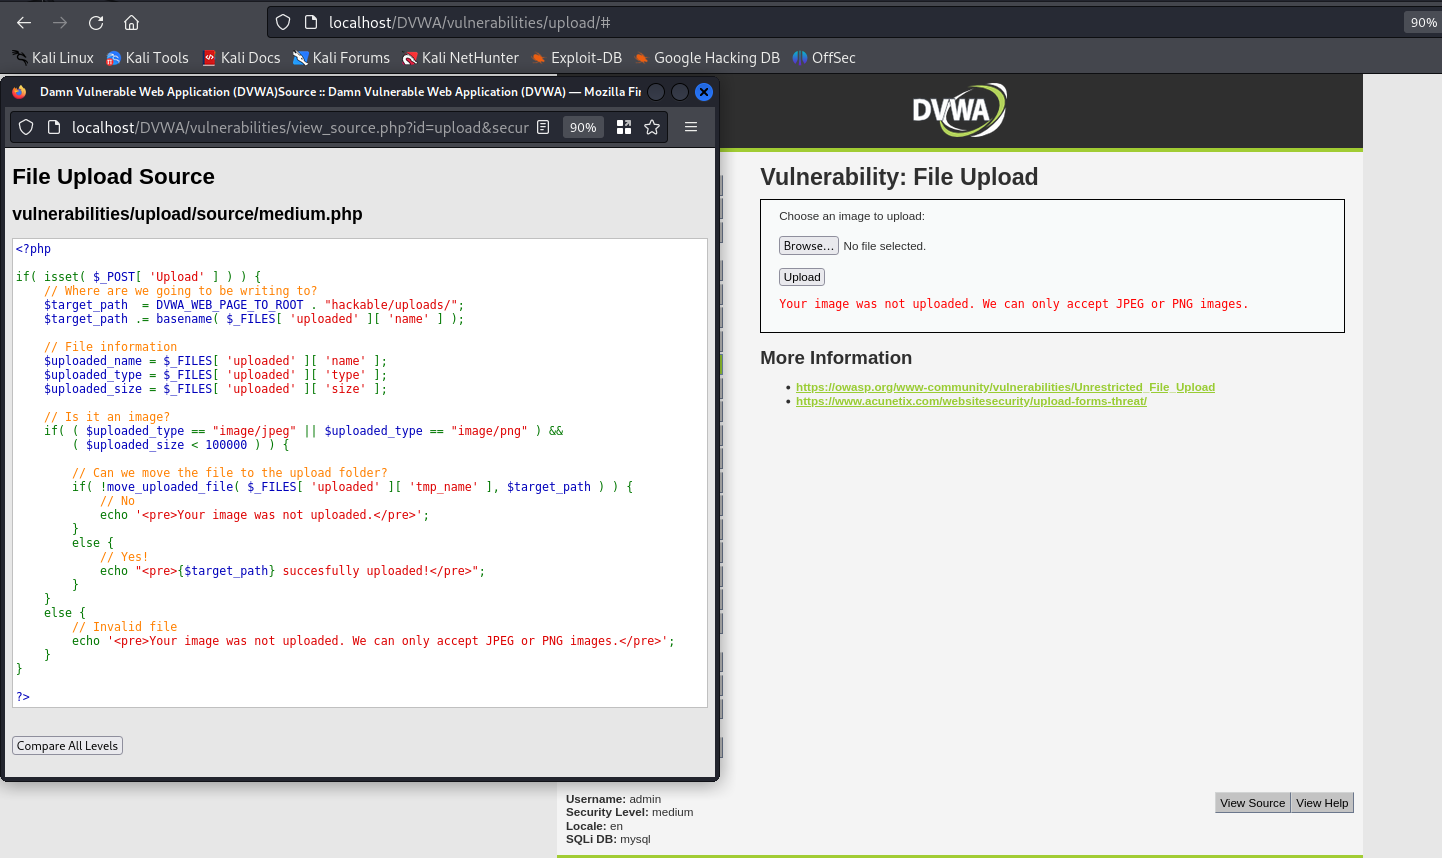 localhost/DVWA/vulnerabilities/upload/#
90%
Kali Linux
Kali Tools
Kali Docs
Kali Forums
Kali NetHunter
Exploit-DB
Google Hacking DB
OffSec
Damn Vulnerable Web Application (DVWA)Source :: Damn Vulnerable Web Application (DVWA) — Mozilla Fir
localhost/DVWA/vulnerabilities/view_source.php?id=upload&secur
90%
File Upload Source
vulnerabilities/upload/source/medium.php
<?php
if( isset( $_POST[ 'Upload' ] ) ) {
    // Where are we going to be writing to?
    $target_path  = DVWA_WEB_PAGE_TO_ROOT . "hackable/uploads/";
    $target_path .= basename( $_FILES[ 'uploaded' ][ 'name' ] );
    // File information
    $uploaded_name = $_FILES[ 'uploaded' ][ 'name' ];
    $uploaded_type = $_FILES[ 'uploaded' ][ 'type' ];
    $uploaded_size = $_FILES[ 'uploaded' ][ 'size' ];
    // Is it an image?
    if( ( $uploaded_type == "image/jpeg" || $uploaded_type == "image/png" ) &&
        ( $uploaded_size < 100000 ) ) {
        // Can we move the file to the upload folder?
        if( !move_uploaded_file( $_FILES[ 'uploaded' ][ 'tmp_name' ], $target_path ) ) {
            // No
            echo '<pre>Your image was not uploaded.</pre>';
        }
        else {
            // Yes!
            echo "<pre>{$target_path} succesfully uploaded!</pre>";
        }
    }
    else {
        // Invalid file
        echo '<pre>Your image was not uploaded. We can only accept JPEG or PNG images.</pre>';
    }
}
?>
Compare All Levels
DVWA
Vulnerability: File Upload
Choose an image to upload:
Browse... No file selected.
Upload
Your image was not uploaded. We can only accept JPEG or PNG images.
More Information
• https://owasp.org/www-community/vulnerabilities/Unrestricted_File_Upload
• https://www.acunetix.com/websitesecurity/upload-forms-threat/
Username: admin
Security Level: medium
Locale: en
SQLi DB: mysql
View Source
View Help